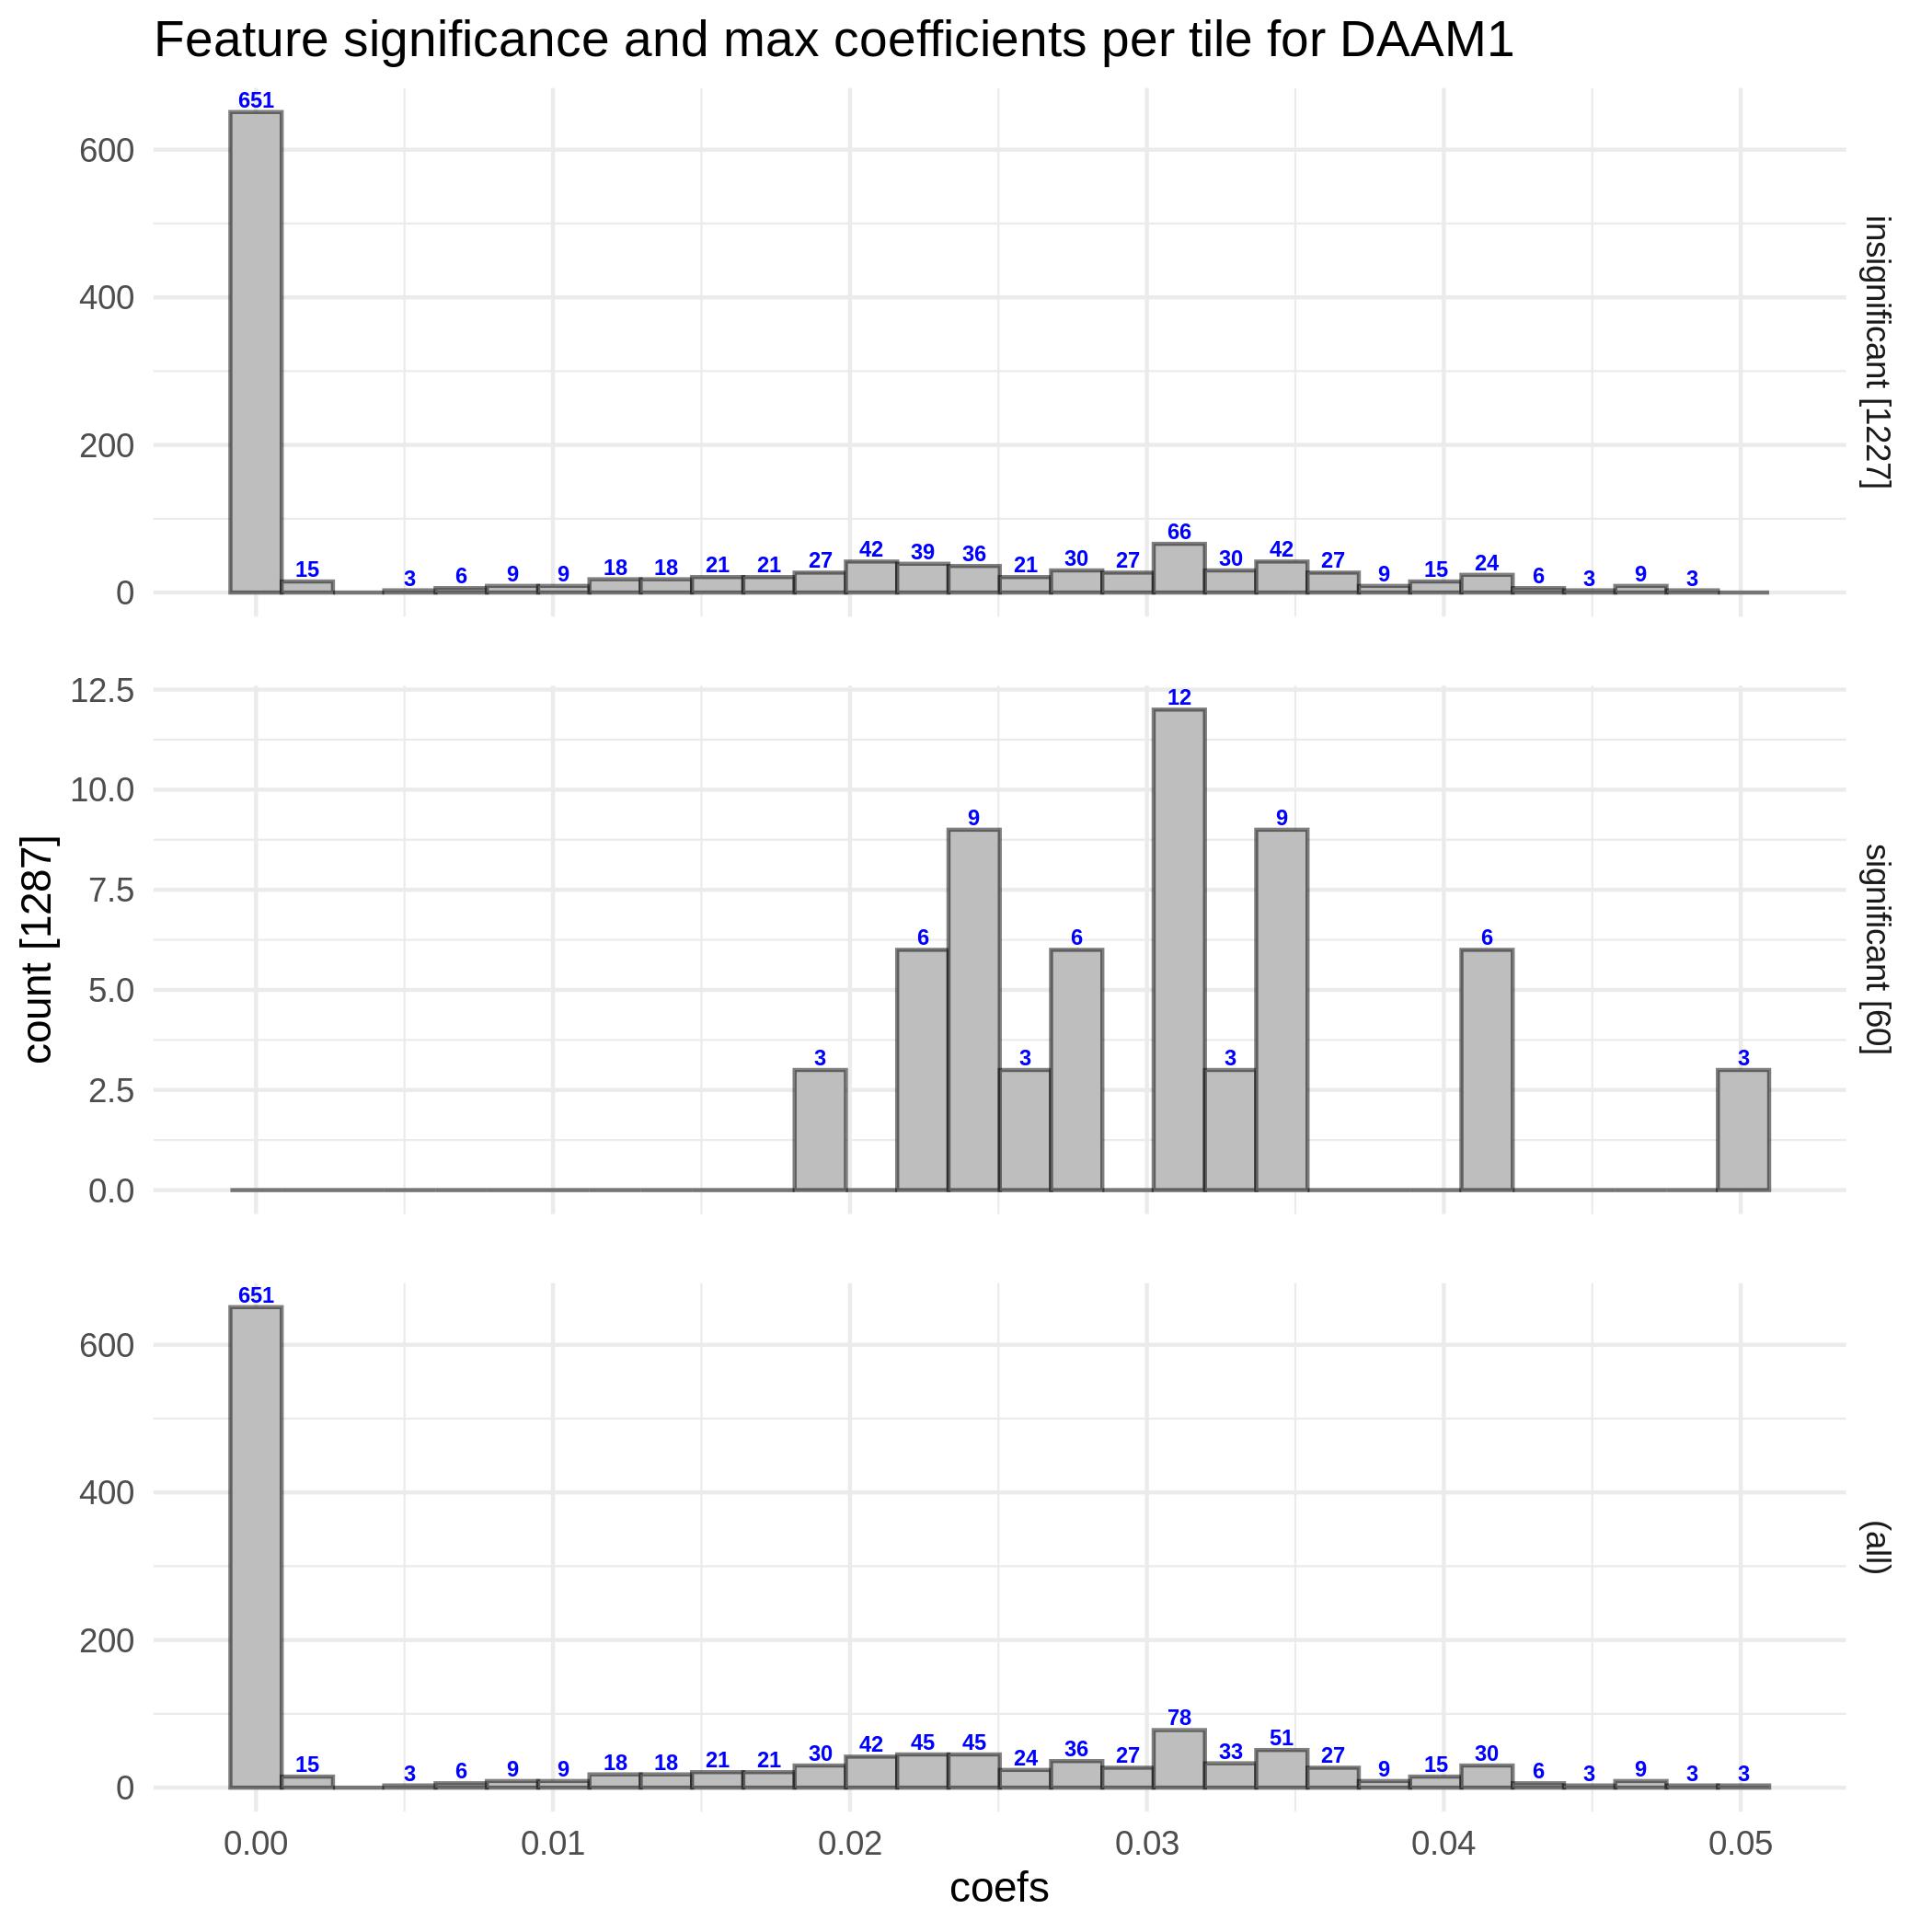 Feature significance and max coefficients per tile for DAAM1
651
600
400
200
0
15 3 6 9 9 18 18 21 21 27 42 39 36 21 30 27 66 30 42 27 9 15 24 6 3 9 3
insignificant [1227]
count [1287]
12.5
10.0
7.5
5.0
2.5
0.0
3 6 9 3 6 12 3 9 6 3
significant [60]
651
600
400
200
0
15 3 6 9 9 18 18 21 21 30 42 45 45 24 36 27 78 33 51 27 9 15 30 6 3 9 3 3
(all)
0.00 0.01 0.02 0.03 0.04 0.05
coefs